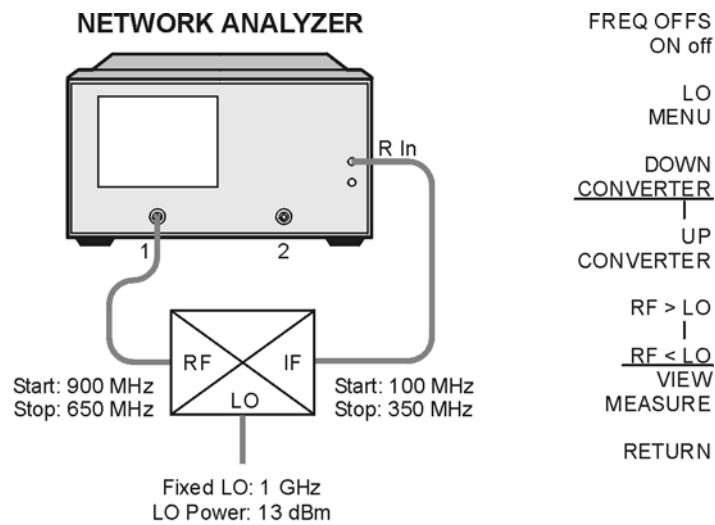 NETWORK ANALYZER
R In
1
2
RF
IF
LO
Start: 900 MHz
Stop: 650 MHz
Start: 100 MHz
Stop: 350 MHz
Fixed LO: 1 GHz
LO Power: 13 dBm
FREQ OFFS
ON off
LO
MENU
DOWN
CONVERTER
UP
CONVERTER
RF > LO
RF < LO
VIEW
MEASURE
RETURN